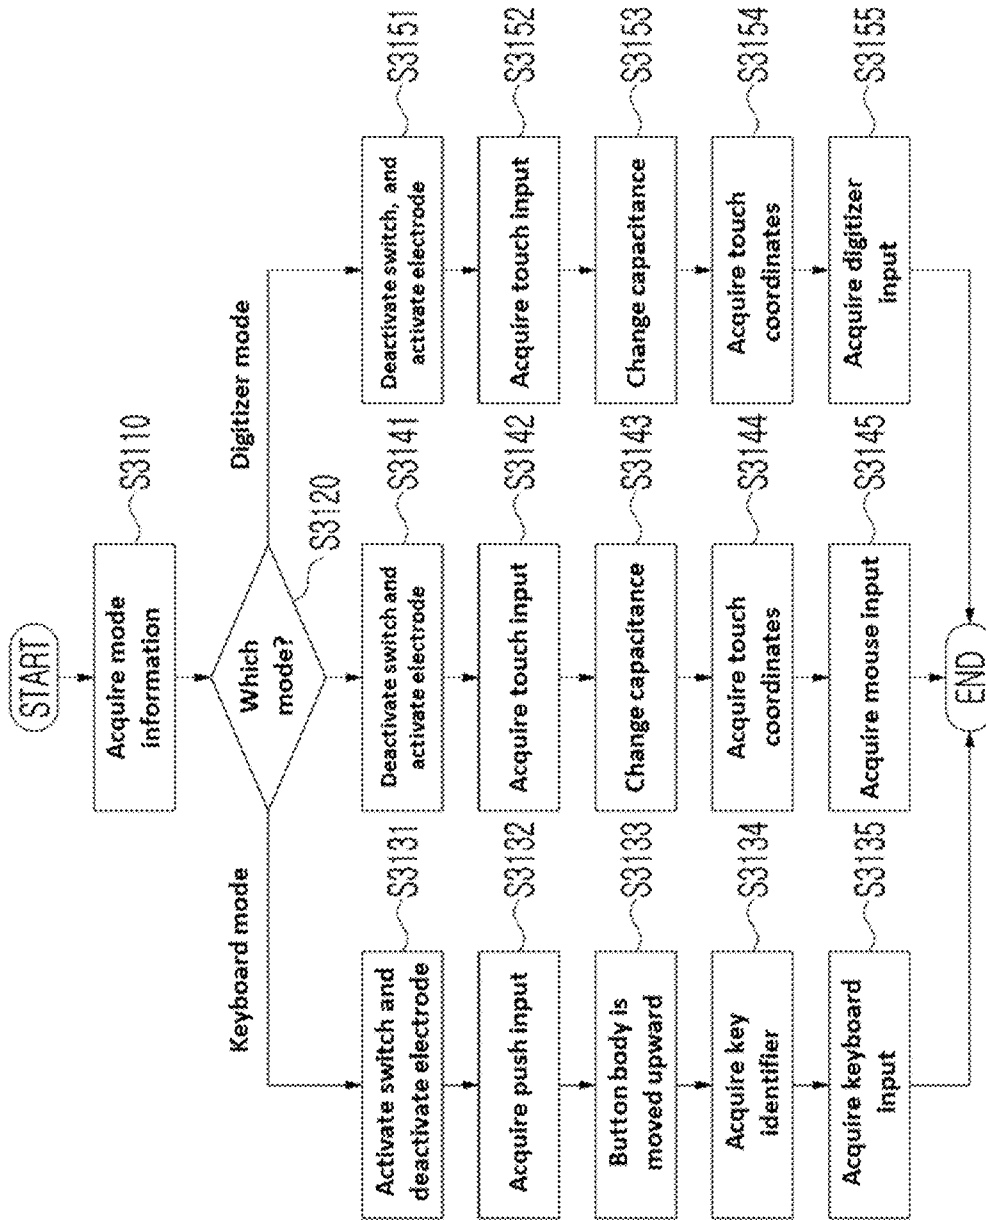 START
Acquire mode
information
S3110
Which
mode?
S3120
Keyboard mode
Digitizer mode
Activate switch and
deactivate electrode
S3131
Acquire push input
S3132
Button body is
moved upward
S3133
Acquire key
identifier
S3134
Acquire keyboard
input
S3135
Deactivate switch and
activate electrode
S3141
Acquire touch input
S3142
Change capacitance
S3143
Acquire touch
coordinates
S3144
Acquire mouse input
S3145
Deactivate switch, and
activate electrode
S3151
Acquire touch input
S3152
Change capacitance
S3153
Acquire touch
coordinates
S3154
Acquire digitizer
input
S3155
END